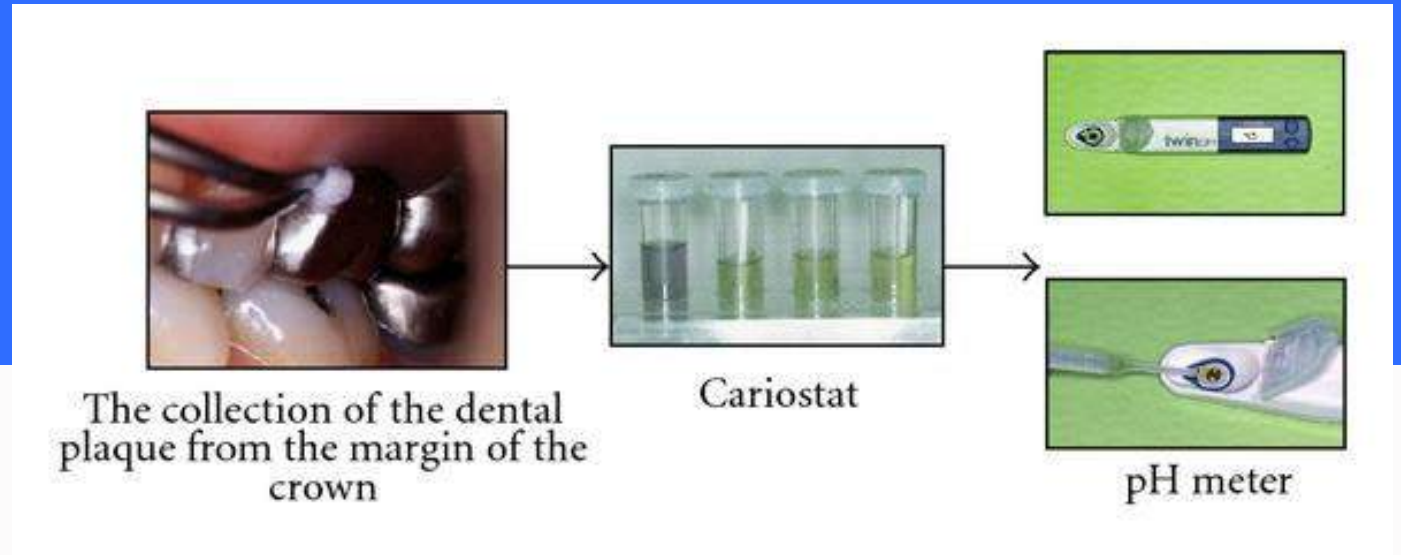 The collection of the dental
plaque from the margin of the
crown
Cariostat
twin
pH meter